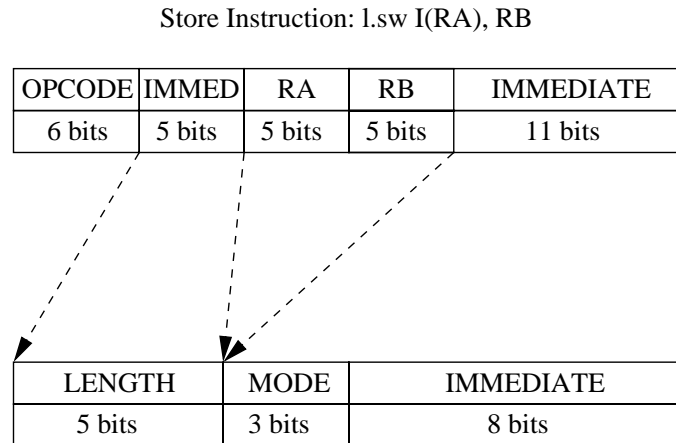 Store Instruction: l.sw I(RA), RB
OPCODE IMMED RA RB IMMEDIATE
6 bits 5 bits 5 bits 5 bits 11 bits
LENGTH MODE IMMEDIATE
5 bits 3 bits 8 bits